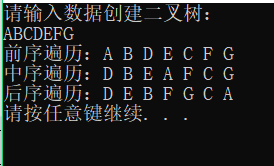 请输入数据创建二叉树：
ABCDEFG
前序遍历：A B D E C F G
中序遍历：D B E A F C G
后序遍历：D E B F G C A
请按任意键继续. . .